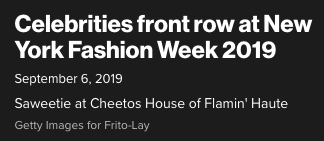 Celebrities front row at New
York Fashion Week 2019
September 6, 2019
Saweetie at Cheetos House of Flamin' Haute
Getty Images for Frito-Lay